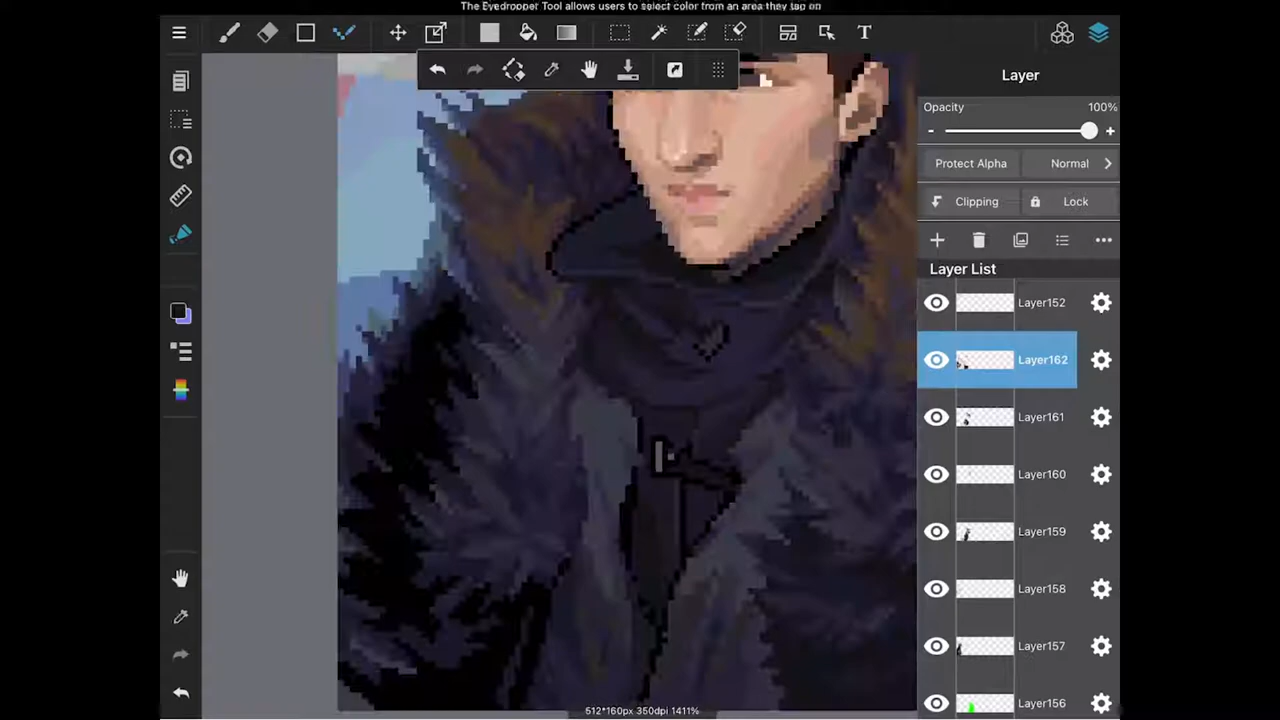 The Eyedropper Tool allows users to select color from an area they tap on
T
Layer
Opacity 100%
- +
Protect Alpha Normal
Clipping Lock
Layer List
Layer152
Layer162
Layer161
Layer160
Layer159
Layer158
Layer157
Layer156
512*160px 350dpi 1411%